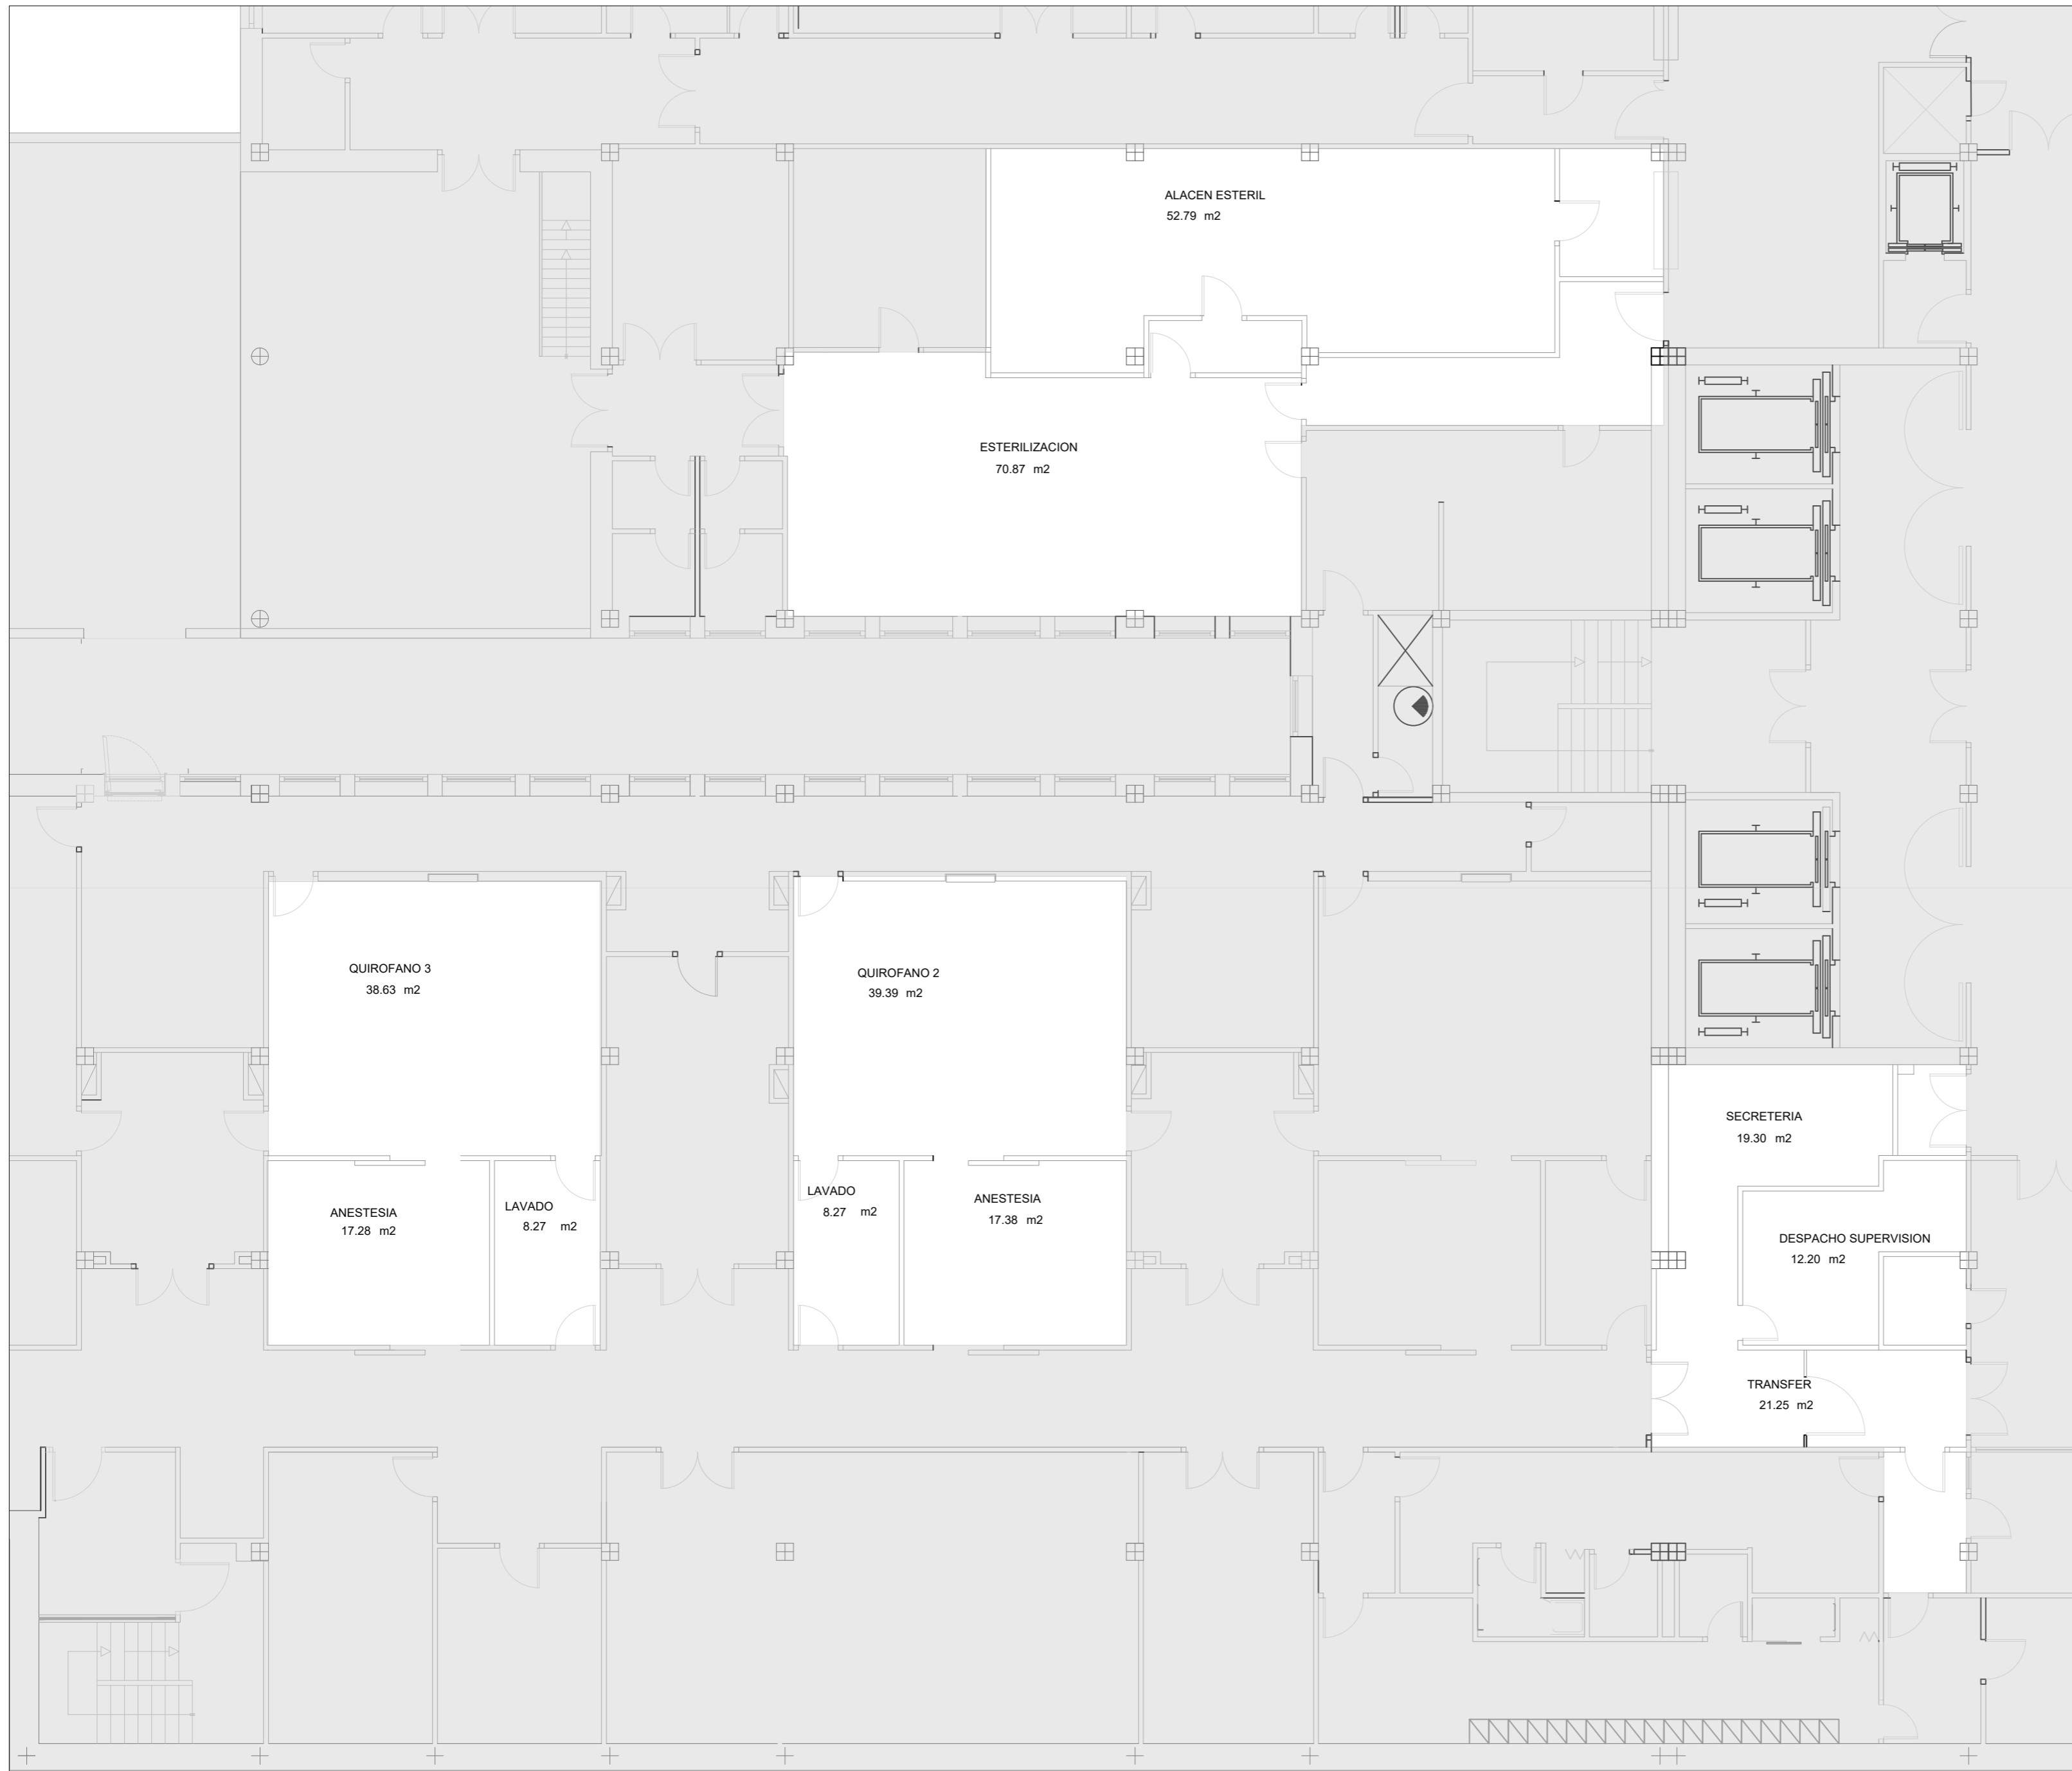 ALACEN ESTERIL
52.79 m2
ESTERILIZACION
70.87 m2
QUIROFANO 3
38.63 m2
QUIROFANO 2
39.39 m2
SECRETERIA
19.30 m2
ANESTESIA
17.28 m2
LAVADO
8.27 m2
LAVADO
8.27 m2
ANESTESIA
17.38 m2
DESPACHO SUPERVISION
12.20 m2
TRANSFER
21.25 m2